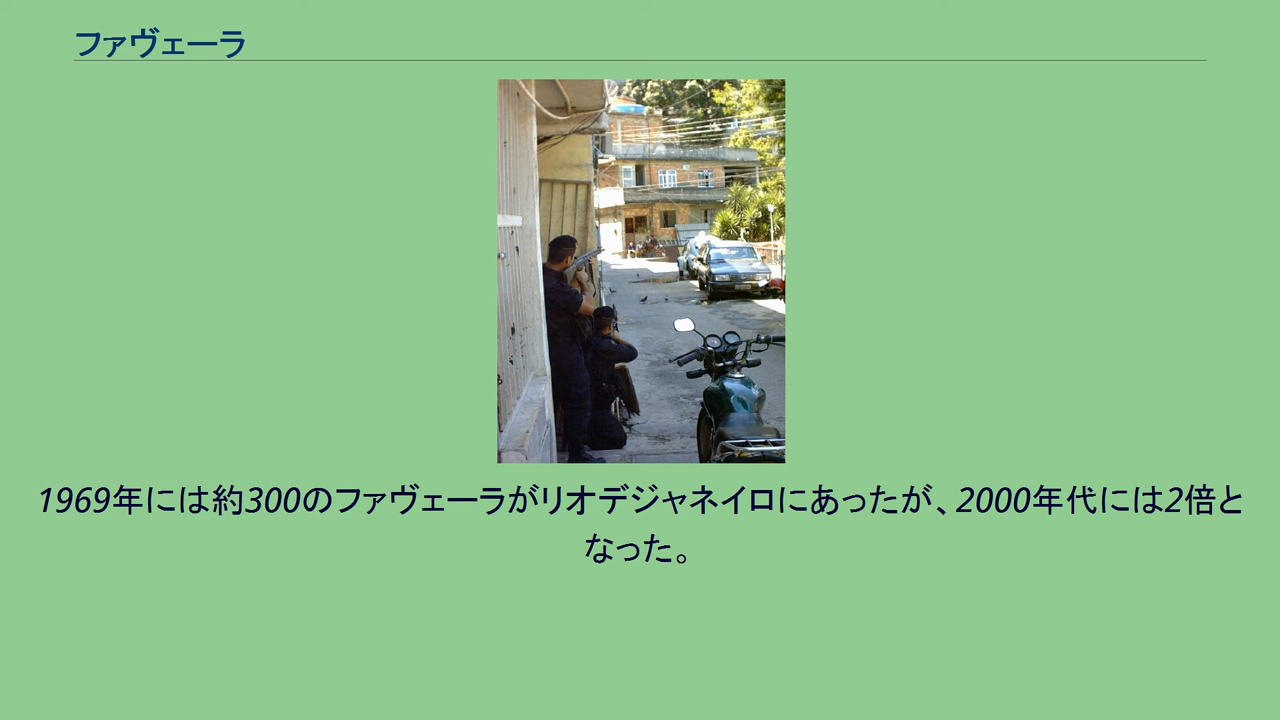 ファヴェーラ
1969年には約300のファヴェーラがリオデジャネイロにあったが、2000年代には2倍と
なった。